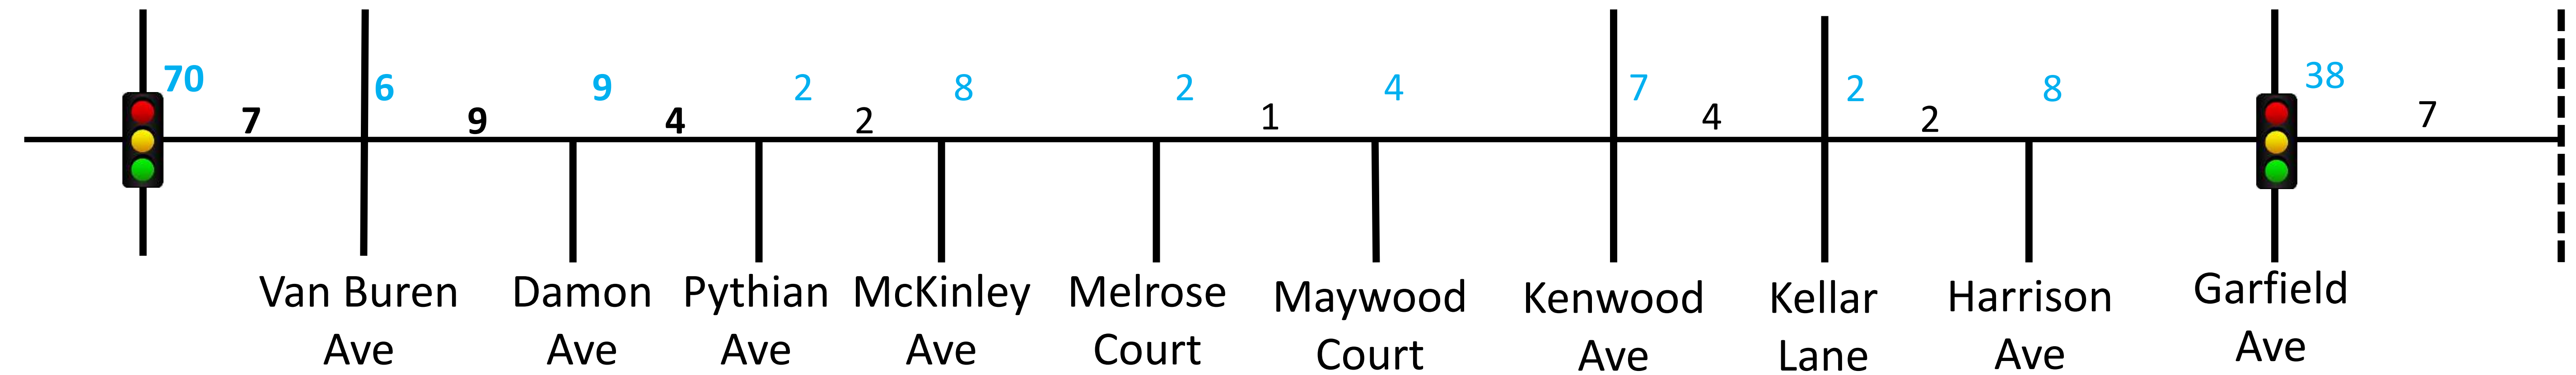 70 6 9 2 8 2 4 7 2 8 38
7 9 4 2 1 4 2 7
Van Buren Damon Pythian McKinley Melrose Maywood Kenwood Kellar Harrison Garfield
Ave Ave Ave Ave Court Court Ave Lane Ave Ave